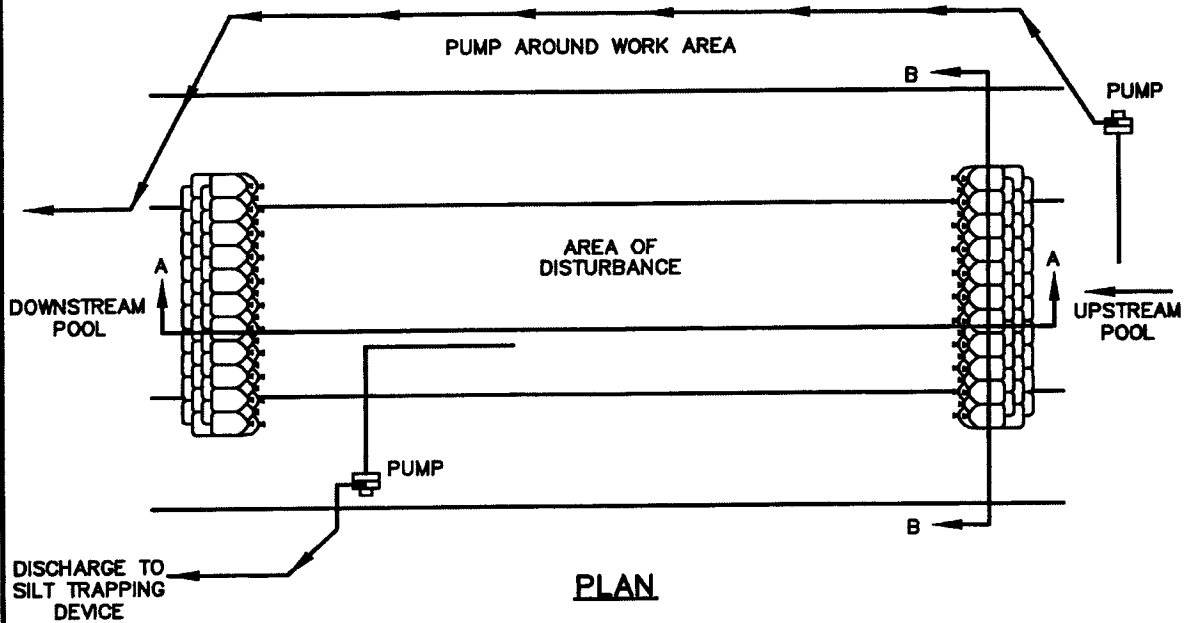 PUMP AROUND WORK AREA
B
PUMP
AREA OF
DISTURBANCE
A
A
DOWNSTREAM
POOL
UPSTREAM
POOL
PUMP
B
DISCHARGE TO
SILT TRAPPING
DEVICE
PLAN